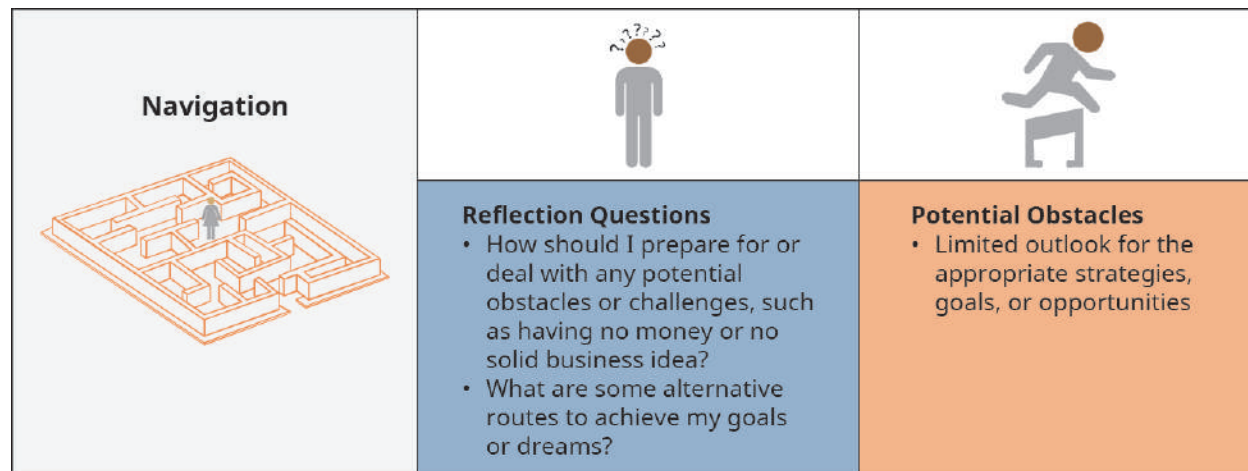 Navigation
?????
Reflection Questions
• How should I prepare for or
deal with any potential
obstacles or challenges, such
as having no money or no
solid business idea?
• What are some alternative
routes to achieve my goals
or dreams?
Potential Obstacles
• Limited outlook for the
appropriate strategies,
goals, or opportunities